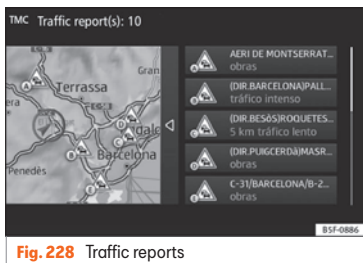 TMC Traffic report(s): 10
AERI DE MONTSERRAT...
obras
(DIR.BARCELONA)PALL...
tráfico intenso
(DIR.BESòS)ROQUETES...
5 km tráfico lento
(DIR.PUIGCERDà)MASR...
obras
C-31/BARCELONA/B-2...
obras
Terrassa
Gran
Barcelona
Penedès
A
B
C
D
E
BSF-0886
Fig. 228 Traffic reports